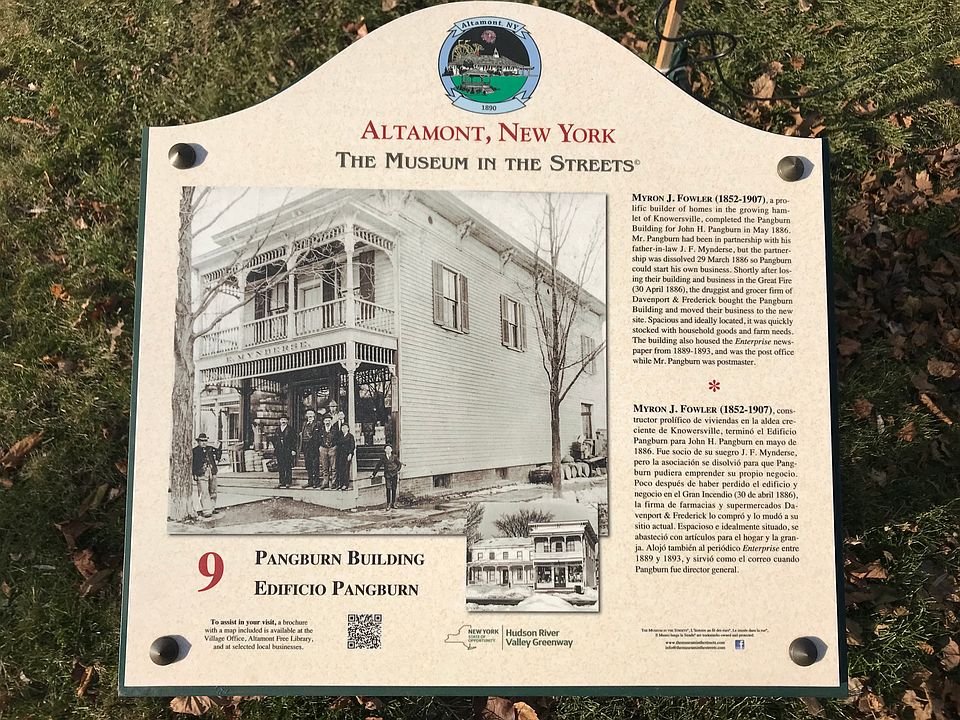 Altamont NY
1890
ALTAMONT, NEW YORK
THE MUSEUM IN THE STREETS©
F. MYNDERSE.
MYRON J. FOWLER (1852-1907), a pro-
lific builder of homes in the growing ham-
let of Knowersville, completed the Pangburn
Building for John H. Pangburn in May 1886.
Mr. Pangburn had been in partnership with his
father-in-law J. F. Mynderse, but the partner-
ship was dissolved 29 March 1886 so Pangburn
could start his own business. Shortly after los-
ing their building and business in the Great Fire
(30 April 1886), the druggist and grocer firm of
Davenport & Frederick bought the Pangburn
Building and moved their business to the new
site. Spacious and ideally located, it was quickly
stocked with household goods and farm needs.
The building also housed the Enterprise news-
paper from 1889-1893, and was the post office
while Mr. Pangburn was postmaster.
*
MYRON J. FOWLER (1852-1907), cons-
tructor prolífico de viviendas en la aldea cre-
ciente de Knowersville, terminó el Edificio
Pangburn para John H. Pangburn en mayo de
1886. Fue socio de su suegro J. F. Mynderse,
pero la asociación se disolvió para que Pang-
burn pudiera emprender su propio negocio.
Poco después de haber perdido el edificio y
negocio en el Gran Incendio (30 de abril 1886),
la firma de farmacias y supermercados Da-
venport & Frederick lo compró y lo mudó a su
sitio actual. Espacioso e idealmente situado, se
abasteció con artículos para el hogar y la gran-
ja. Alojó también al periódico Enterprise entre
1889 y 1893, y sirvió como el correo cuando
Pangburn fue director general.
9 PANGBURN BUILDING
EDIFICIO PANGBURN
To assist in your visit, a brochure
with a map included is available at the
Village Office, Altamont Free Library,
and at selected local businesses.
NEW YORK
STATE OF
OPPORTUNITY.
Hudson River
Valley Greenway
www.themuseuminthestreets.com
info@themuseuminthestreets.com